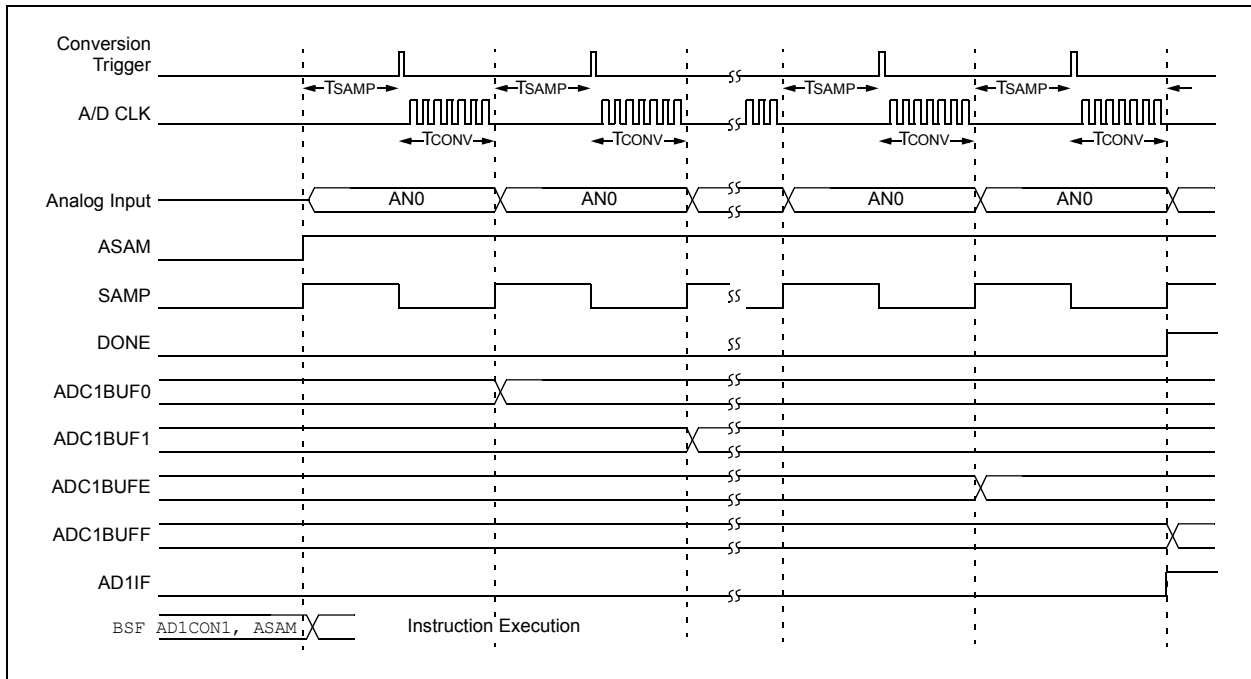 Conversion
Trigger
TSAMP TSAMP TSAMP TSAMP
A/D CLK
TCONV TCONV TCONV TCONV
Analog Input AN0 AN0 AN0 AN0
ASAM
SAMP
DONE
ADC1BUF0
ADC1BUF1
ADC1BUFE
ADC1BUFF
AD1IF
BSF AD1CON1, ASAM Instruction Execution